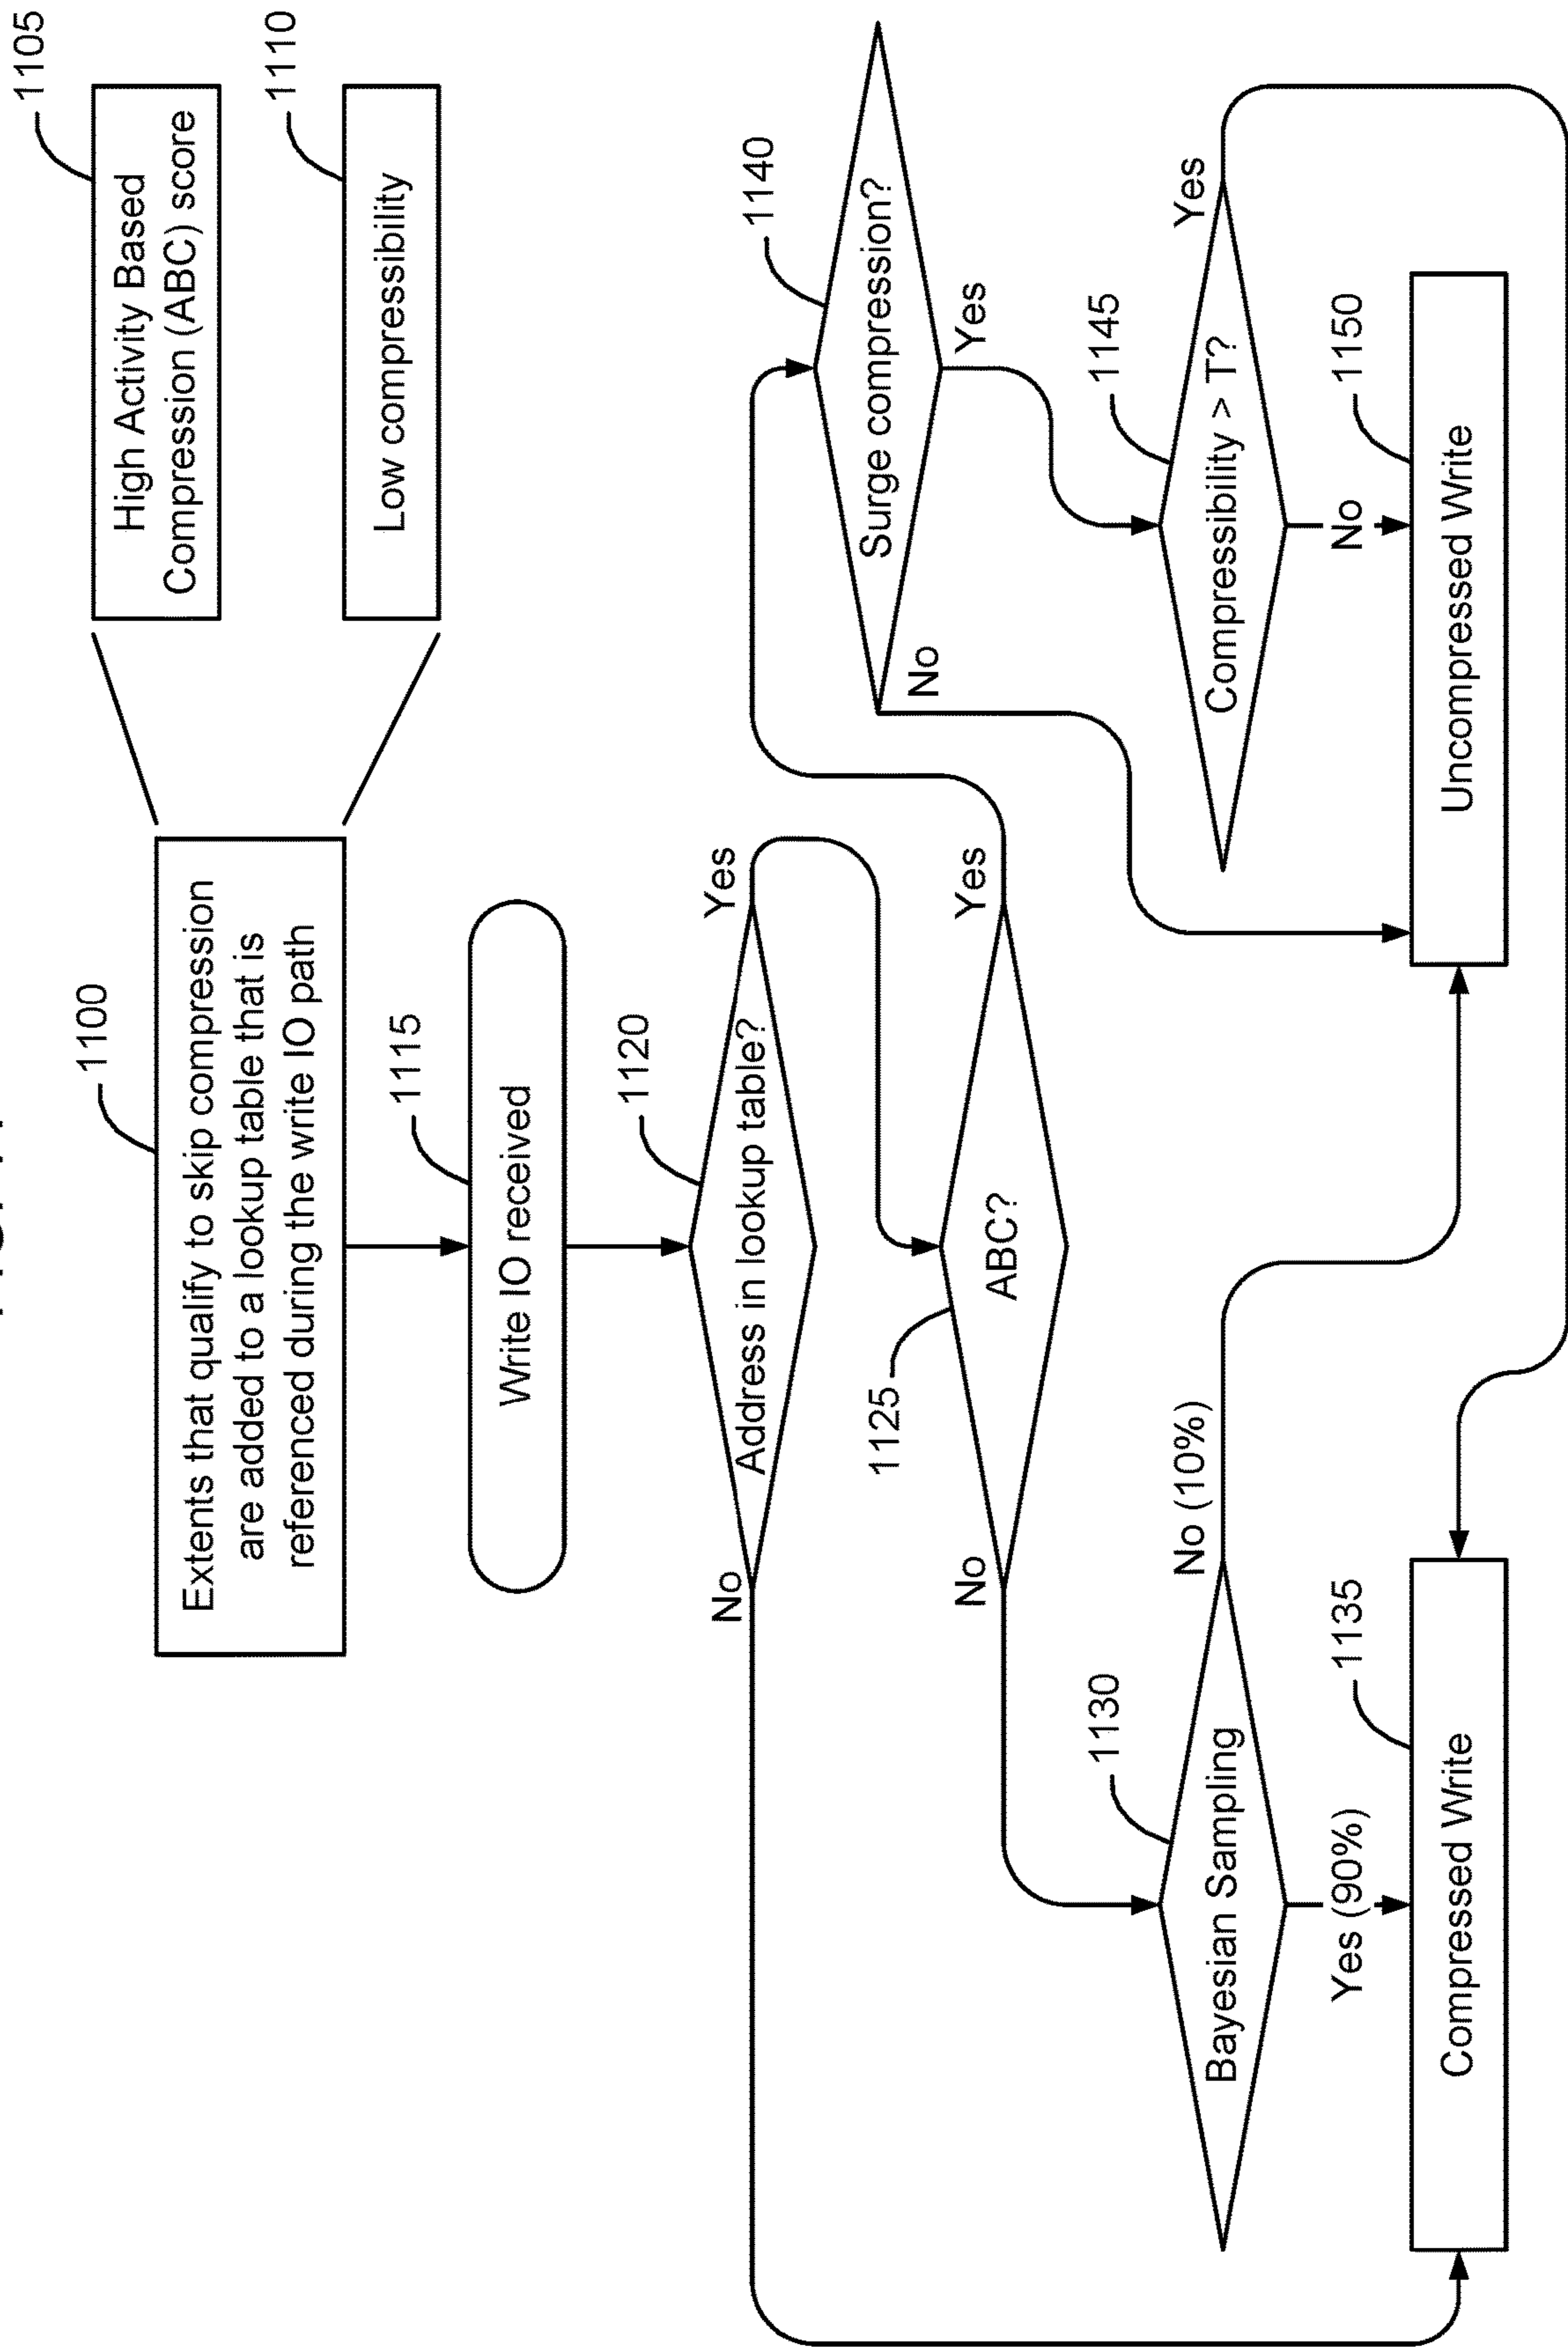 1105
High Activity Based
Compression (ABC) score
1110
Low compressibility
1100
Extents that qualify to skip compression
are added to a lookup table that is
referenced during the write IO path
1115
Write IO received
1120
Address in lookup table?
Yes
No
1125
ABC?
Yes
No
1140
Surge compression?
Yes
No
1130
Bayesian Sampling
No (10%)
Yes (90%)
1145
Compressibility > T?
Yes
No
1135
Compressed Write
1150
Uncompressed Write